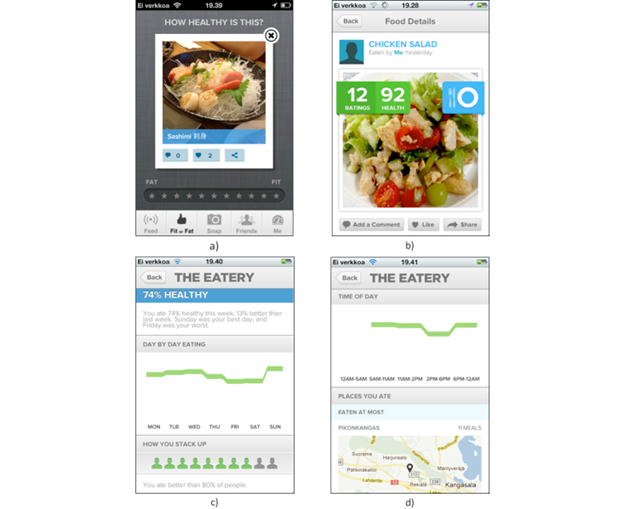 Ei verkkoa 19.39
HOW HEALTHY IS THIS?
Sashimi 刺身
0 2
FAT FIT
Feed Fit or Fat Snap Friends Me
a)
Ei verkkoa 19.28
Back Food Details
CHICKEN SALAD
Eaten by Me Yesterday
12 92
RATINGS HEALTH
Add a Comment Like Share
b)
Ei verkkoa 19.40
Back THE EATERY
74% HEALTHY
You ate 74% healthy this week, 13% better than
last week. Sunday was your best day, and
Friday was your worst.
DAY BY DAY EATING
MON TUE WED THU FRI SAT SUN
HOW YOU STACK UP
You ate better than 80% of people.
c)
Ei verkkoa 19.41
Back THE EATERY
TIME OF DAY
12AM-5AM 5AM-11AM 11AM-2PM 2PM-6PM 6PM-12AM
PLACES YOU ATE
EATEN AT MOST
PIKONKANGAS 11 MEALS
Suorama Harjunsalo
Pätikönkallio Mäntyveräjä
Lahdentie Rekiälä Kangasala
d)